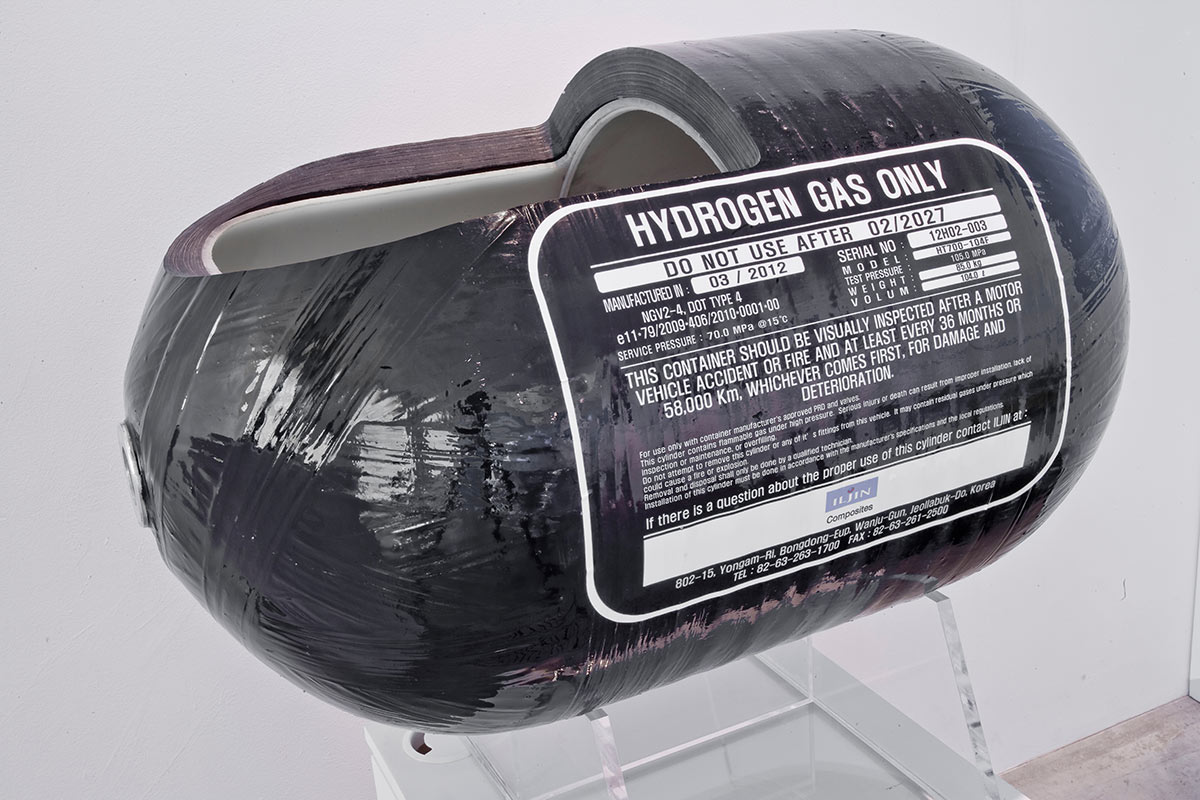 HYDROGEN GAS ONLY
DO NOT USE AFTER 02/2027
MANUFACTURED IN : 03 / 2012
NGV2-4, DOT TYPE 4
e11•79/2009•406/2010•0001•00
SERVICE PRESSURE : 70.0 MPa @15℃
SERIAL NO : 12H02-003
MODEL : HT700-104F
TEST PRESSURE : 105.0 MPa
WEIGHT : 85.0 Kg
VOLUM : 104.0 ℓ
THIS CONTAINER SHOULD BE VISUALLY INSPECTED AFTER A MOTOR
VEHICLE ACCIDENT OR FIRE AND AT LEAST EVERY 36 MONTHS OR
58,000 Km, WHICHEVER COMES FIRST, FOR DAMAGE AND
DETERIORATION.
For use only with container manufacturer's approved PRD and valves.
This cylinder contains flammable gas under high pressure. Serious injury or death can result from improper installation, lack of
inspection or maintenance, or overfilling.
Do not attempt to remove this cylinder or any of it's fittings from this vehicle. It may contain residual gases under pressure which
could cause a fire or explosion.
Removal and disposal shall only be done by a qualified technician.
Installation of this cylinder must be done in accordance with the manufacturer's specifications and the local regulations.
If there is a question about the proper use of this cylinder contact ILJIN at :
ILJIN
Composites
802-15, Yongam-Ri, Bongdong-Eup, Wanju-Gun, Jeollabuk-Do, Korea
TEL : 82-63-263-1700 FAX : 82-63-261-2500